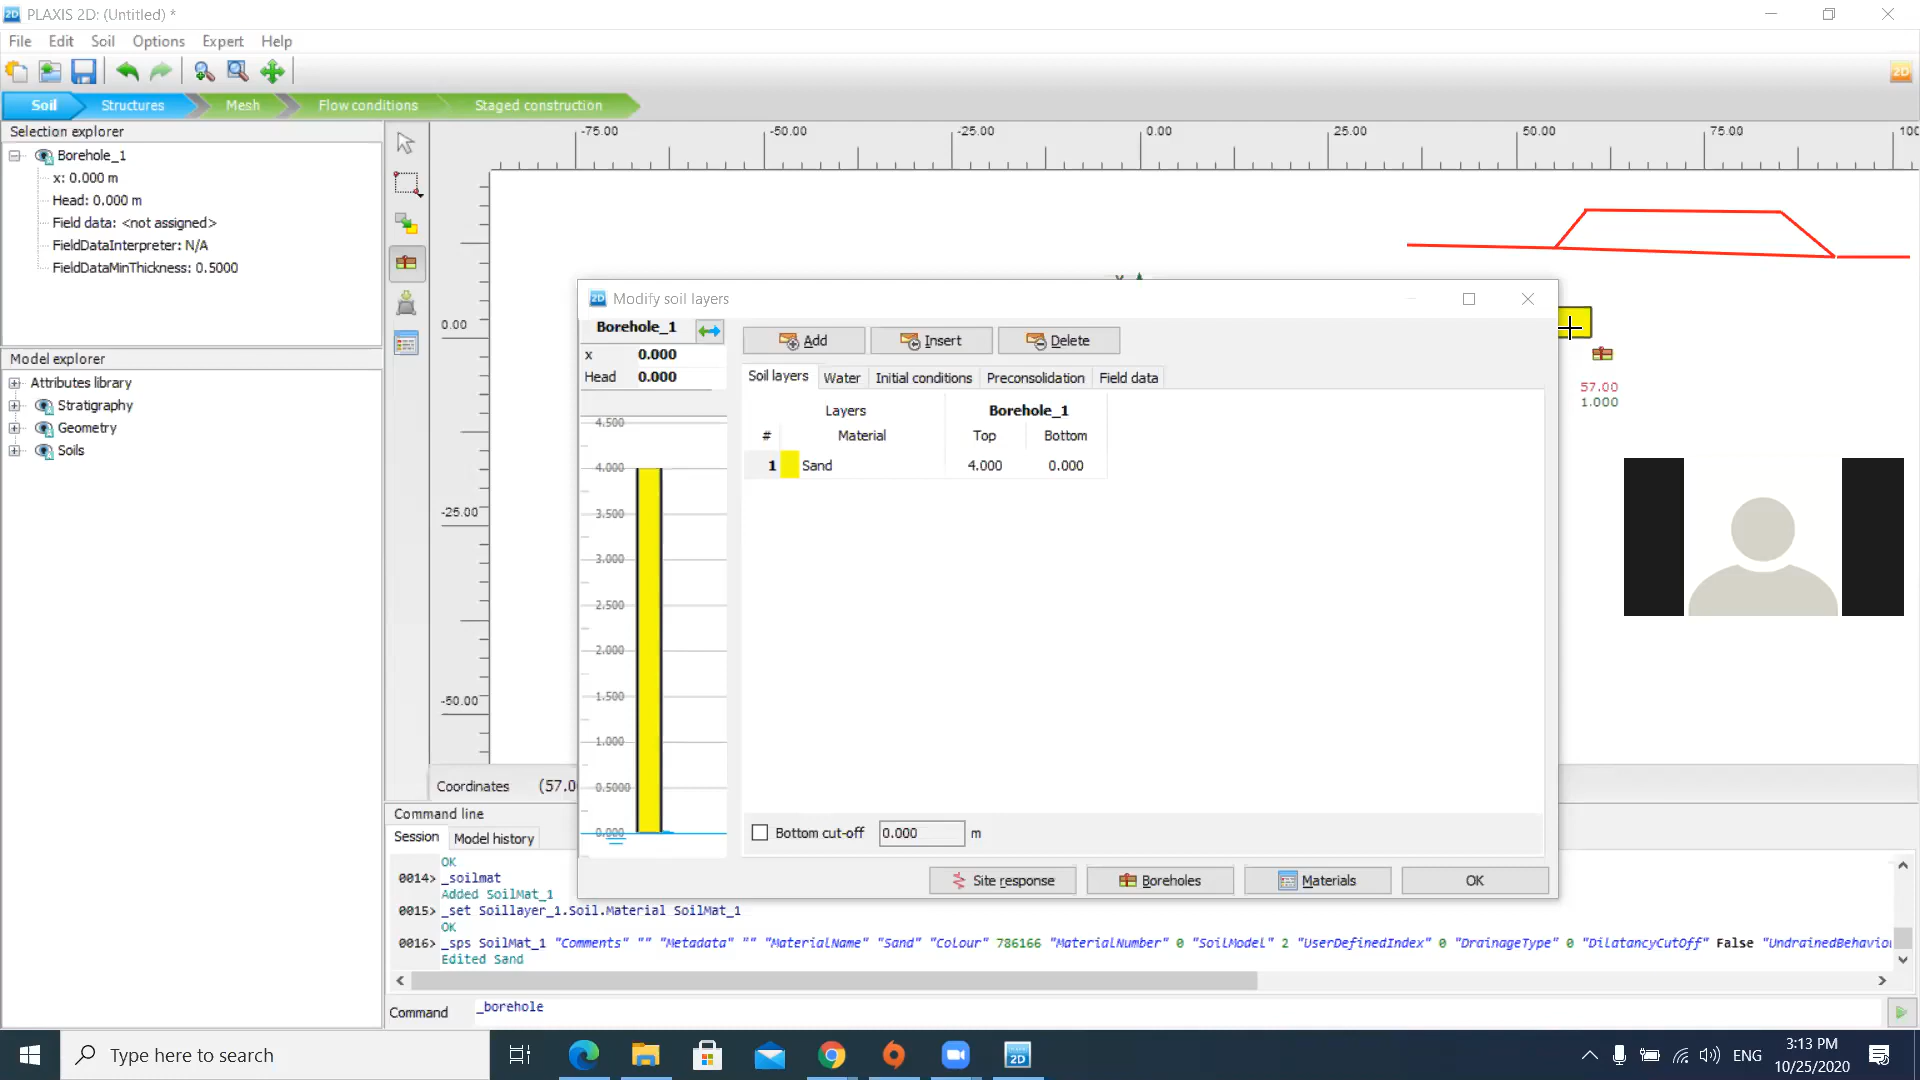 PLAXIS 2D: (Untitled) *
File Edit Soil Options Expert Help
Soil Structures Mesh Flow conditions Staged construction
Selection explorer
Borehole_1
x: 0.000 m
Head: 0.000 m
Field data: <not assigned>
FieldDataInterpreter: N/A
FieldDataMinThickness: 0.5000
Model explorer
Attributes library
Stratigraphy
Geometry
Soils
-75.00 -50.00 -25.00 0.00 25.00 50.00 75.00 100
0.00
-25.00
-50.00
57.00
1.000
Modify soil layers
Borehole_1
x 0.000
Head 0.000
Add Insert Delete
Soil layers Water Initial conditions Preconsolidation Field data
Layers Borehole_1
# Material Top Bottom
1 Sand 4.000 0.000
4.500
4.000
3.500
3.000
2.500
2.000
1.500
1.000
0.5000
0.000
Bottom cut-off 0.000 m
Site response Boreholes Materials OK
Coordinates (57.0
Command line
Session Model history
OK
0014> _soilmat
Added SoilMat_1
0015> _set Soillayer_1.Soil.Material SoilMat_1
OK
0016> _sps SoilMat_1 "Comments" "" "Metadata" "" "MaterialName" "Sand" "Colour" 786166 "MaterialNumber" 0 "SoilModel" 2 "UserDefinedIndex" 0 "DrainageType" 0 "DilatancyCutOff" False "UndrainedBehavio
Edited Sand
Command _borehole
Type here to search
2D
ENG
3:13 PM
10/25/2020